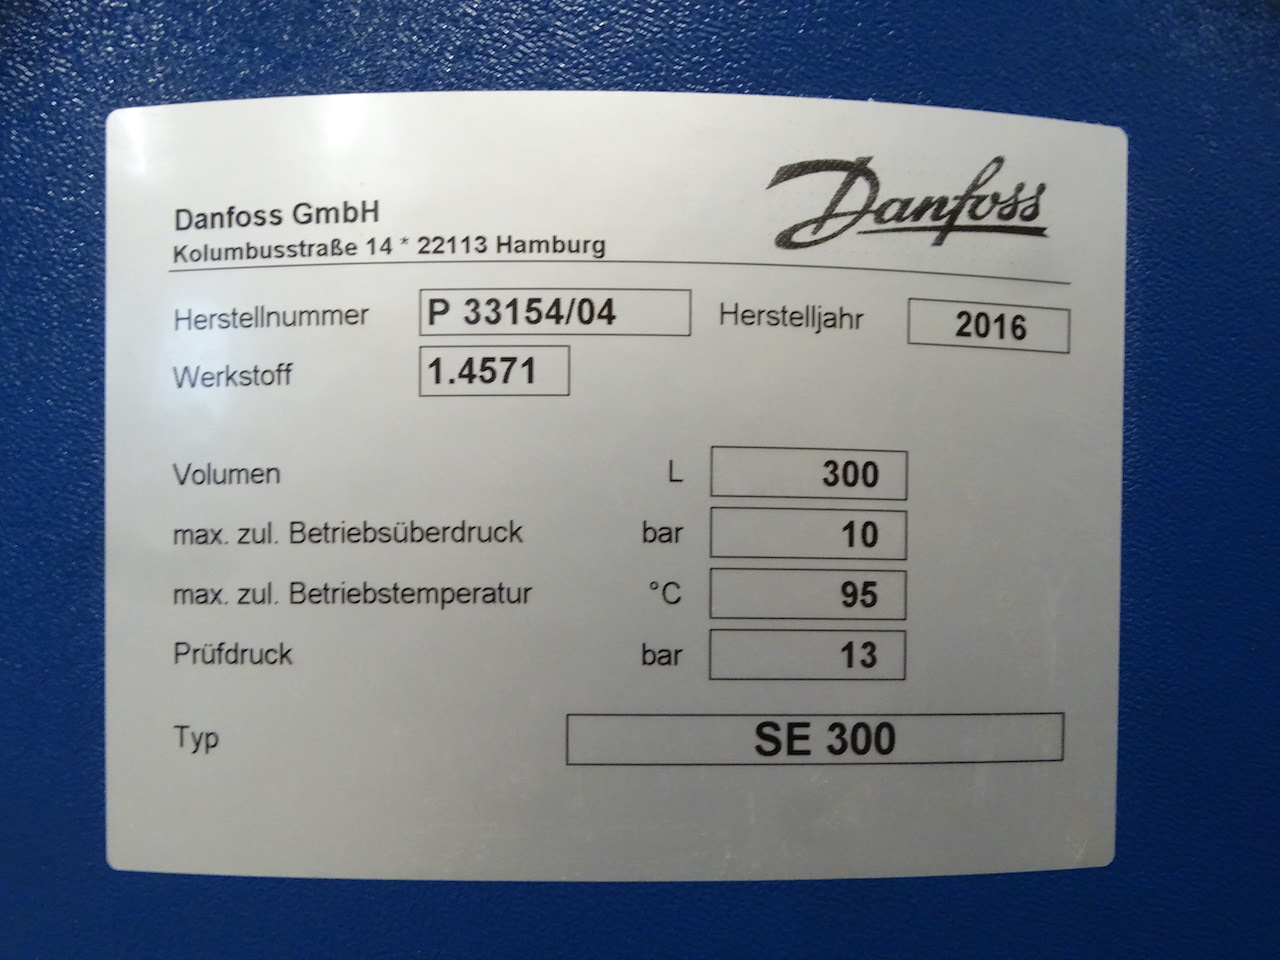 Danfoss
Danfoss GmbH
Kolumbusstraße 14 * 22113 Hamburg
Herstellnummer P 33154/04 Herstelljahr 2016
Werkstoff 1.4571
Volumen L 300
max. zul. Betriebsüberdruck bar 10
max. zul. Betriebstemperatur °C 95
Prüfdruck bar 13
Typ SE 300